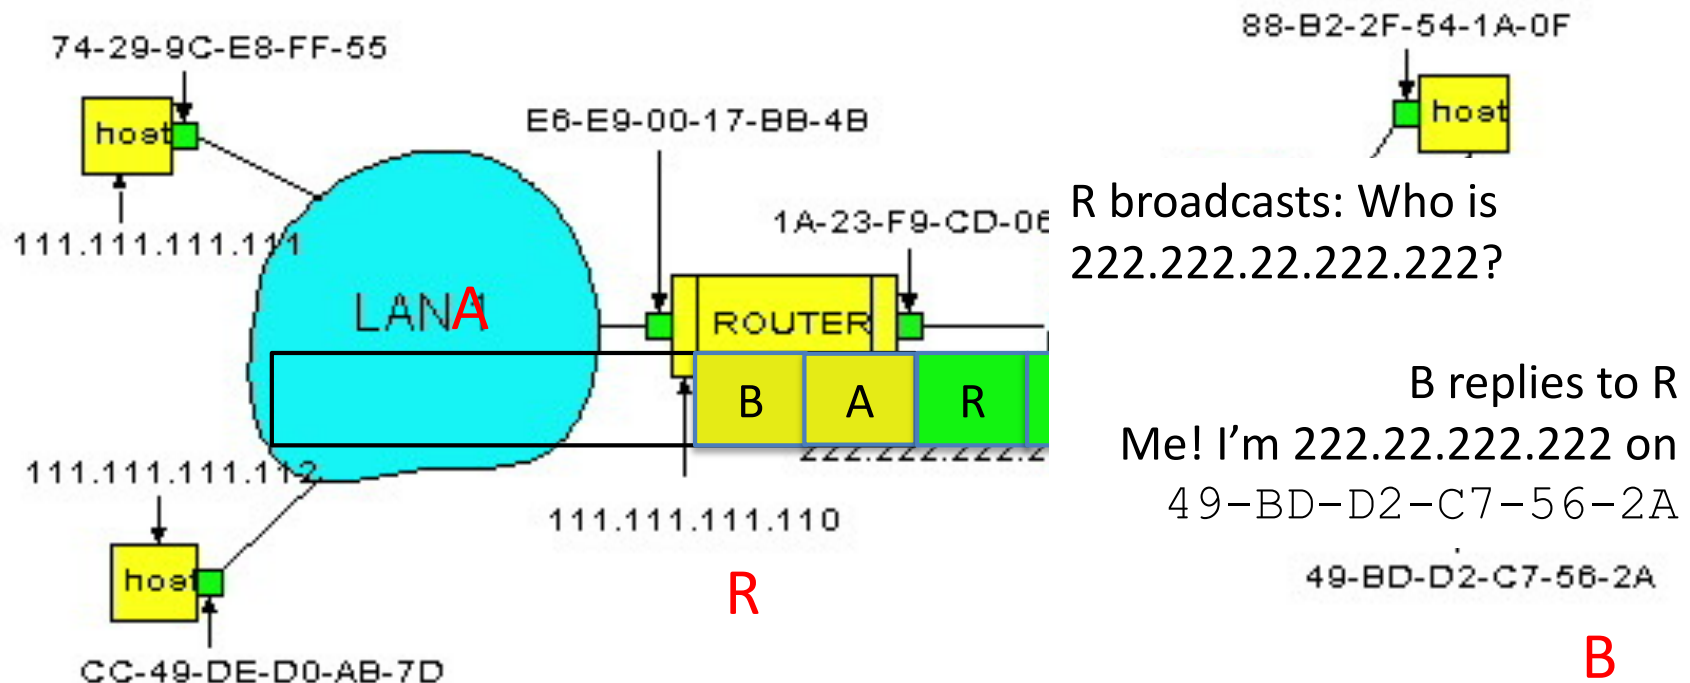 88-B2-2F-54-1A-0F
74-29-9C-E8-FF-55
host
E6-E9-00-17-BB-4B
host
R broadcasts: Who is
222.222.22.222.222?
1A-23-F9-CD-06
111.111.111.111
LAN
A
ROUTER
B A R
B replies to R
Me! I’m 222.22.222.222 on
49-BD-D2-C7-56-2A
111.111.111.112
111.111.111.110
host
R
49-BD-D2-C7-56-2A
CC-49-DE-D0-AB-7D
B